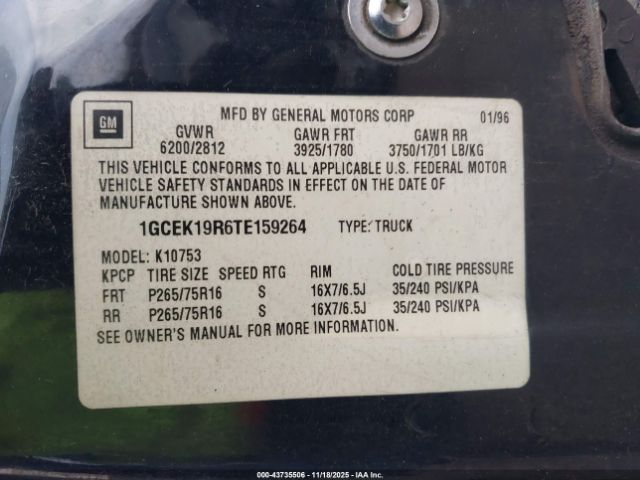 GM
MFD BY GENERAL MOTORS CORP 01/96
GVWR GAWR FRT GAWR RR
6200/2812 3925/1780 3750/1701 LB/KG
THIS VEHICLE CONFORMS TO ALL APPLICABLE U.S. FEDERAL MOTOR
VEHICLE SAFETY STANDARDS IN EFFECT ON THE DATE OF
MANUFACTURE SHOWN ABOVE.
1GCEK19R6TE159264 TYPE: TRUCK
MODEL: K10753
KPCP TIRE SIZE SPEED RTG RIM COLD TIRE PRESSURE
FRT P265/75R16 S 16X7/6.5J 35/240 PSI/KPA
RR P265/75R16 S 16X7/6.5J 35/240 PSI/KPA
SEE OWNER'S MANUAL FOR MORE INFORMATION.
000-43735506 - 11/18/2025 - IAA Inc.